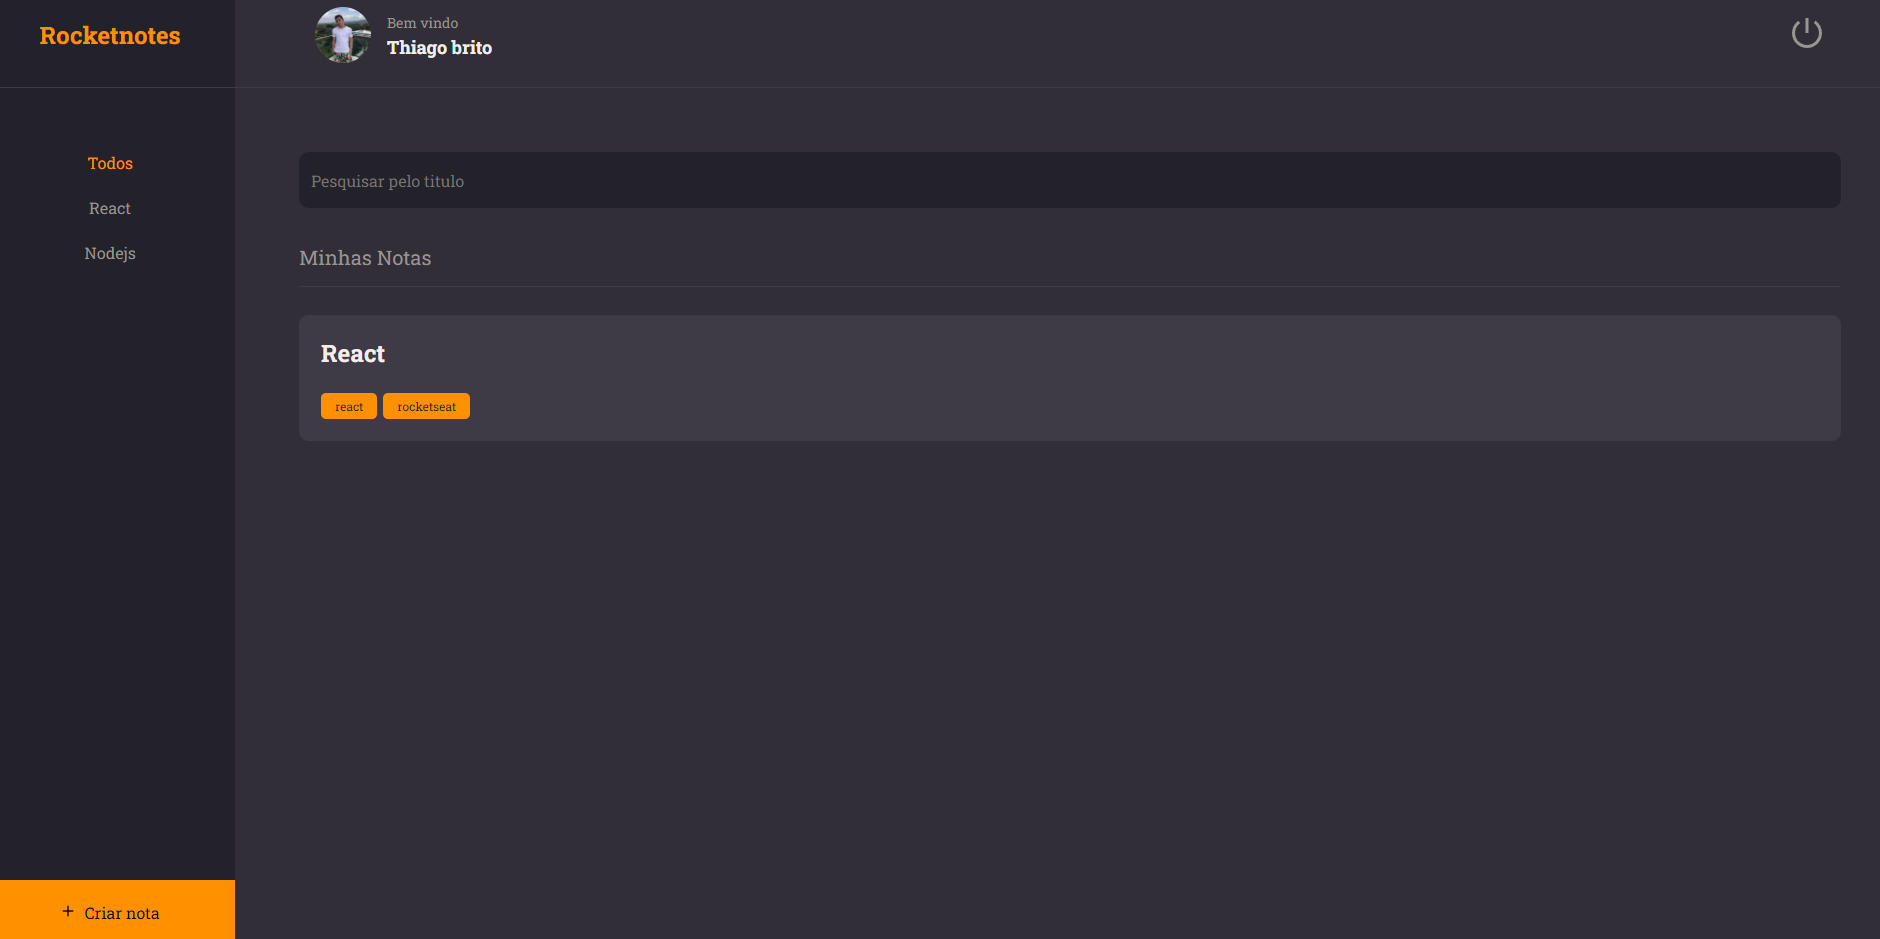 Rocketnotes
Bem vindo
Thiago brito
Todos
React
Nodejs
Pesquisar pelo titulo
Minhas Notas
React
react rocketseat
+ Criar nota